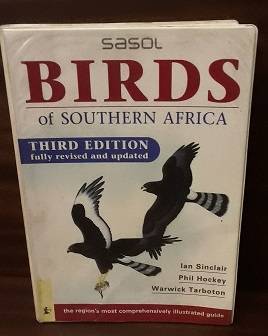 sasol
BIRDS
of SOUTHERN AFRICA
THIRD EDITION
fully revised and updated
Ian Sinclair
Phil Hockey
Warwick Tarboton
the region's most comprehensively illustrated guide